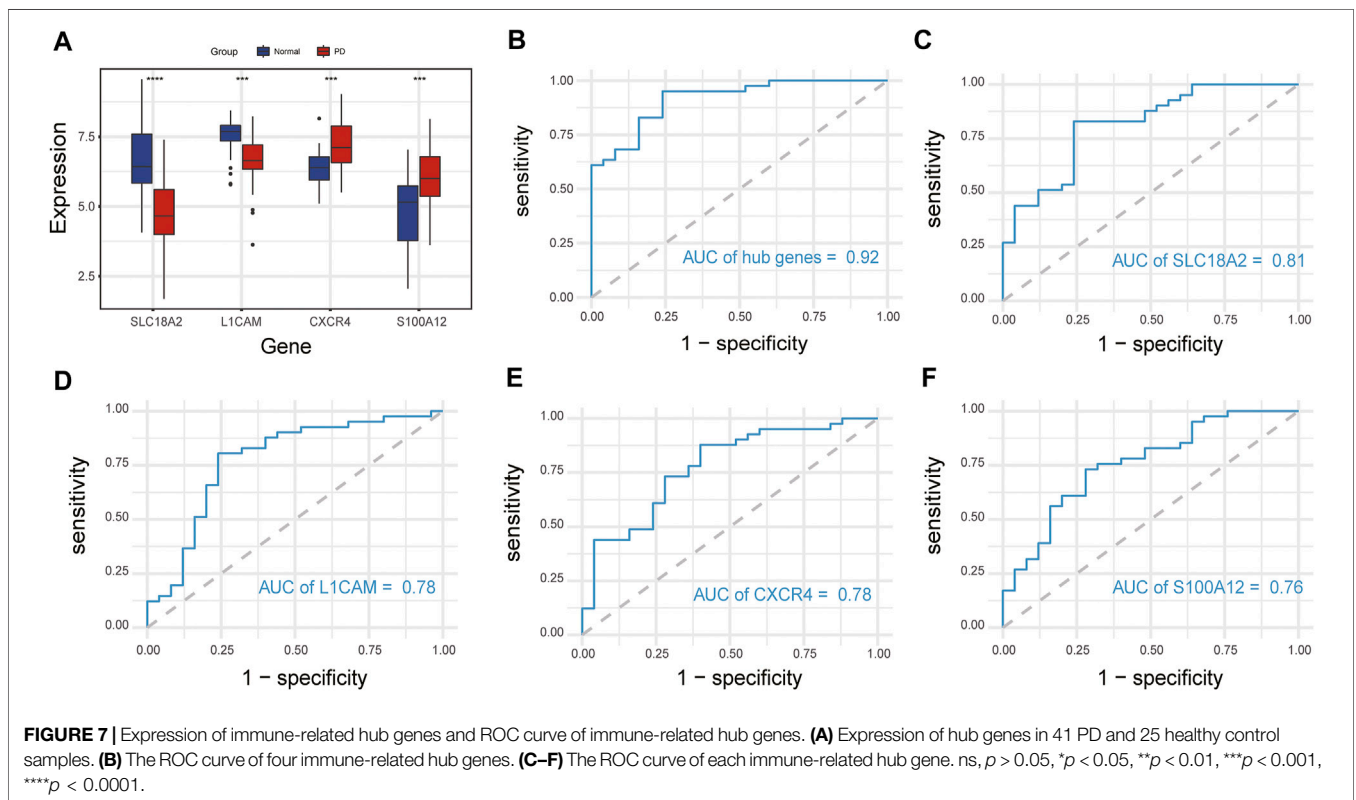 A
Group Normal PD
**** *** *** ***
Expression
7.5
5.0
2.5
SLC18A2 L1CAM CXCR4 S100A12
Gene
B
sensitivity
1.00
0.75
0.50
0.25
0.00
AUC of hub genes = 0.92
0.00 0.25 0.50 0.75 1.00
1 − specificity
C
sensitivity
1.00
0.75
0.50
0.25
0.00
AUC of SLC18A2 = 0.81
0.00 0.25 0.50 0.75 1.00
1 − specificity
D
sensitivity
1.00
0.75
0.50
0.25
0.00
AUC of L1CAM = 0.78
0.00 0.25 0.50 0.75 1.00
1 − specificity
E
sensitivity
1.00
0.75
0.50
0.25
0.00
AUC of CXCR4 = 0.78
0.00 0.25 0.50 0.75 1.00
1 − specificity
F
sensitivity
1.00
0.75
0.50
0.25
0.00
AUC of S100A12 = 0.76
0.00 0.25 0.50 0.75 1.00
1 − specificity
FIGURE 7 | Expression of immune-related hub genes and ROC curve of immune-related hub genes. (A) Expression of hub genes in 41 PD and 25 healthy control
samples. (B) The ROC curve of four immune-related hub genes. (C–F) The ROC curve of each immune-related hub gene. ns, p > 0.05, *p < 0.05, **p < 0.01, ***p < 0.001,
****p < 0.0001.